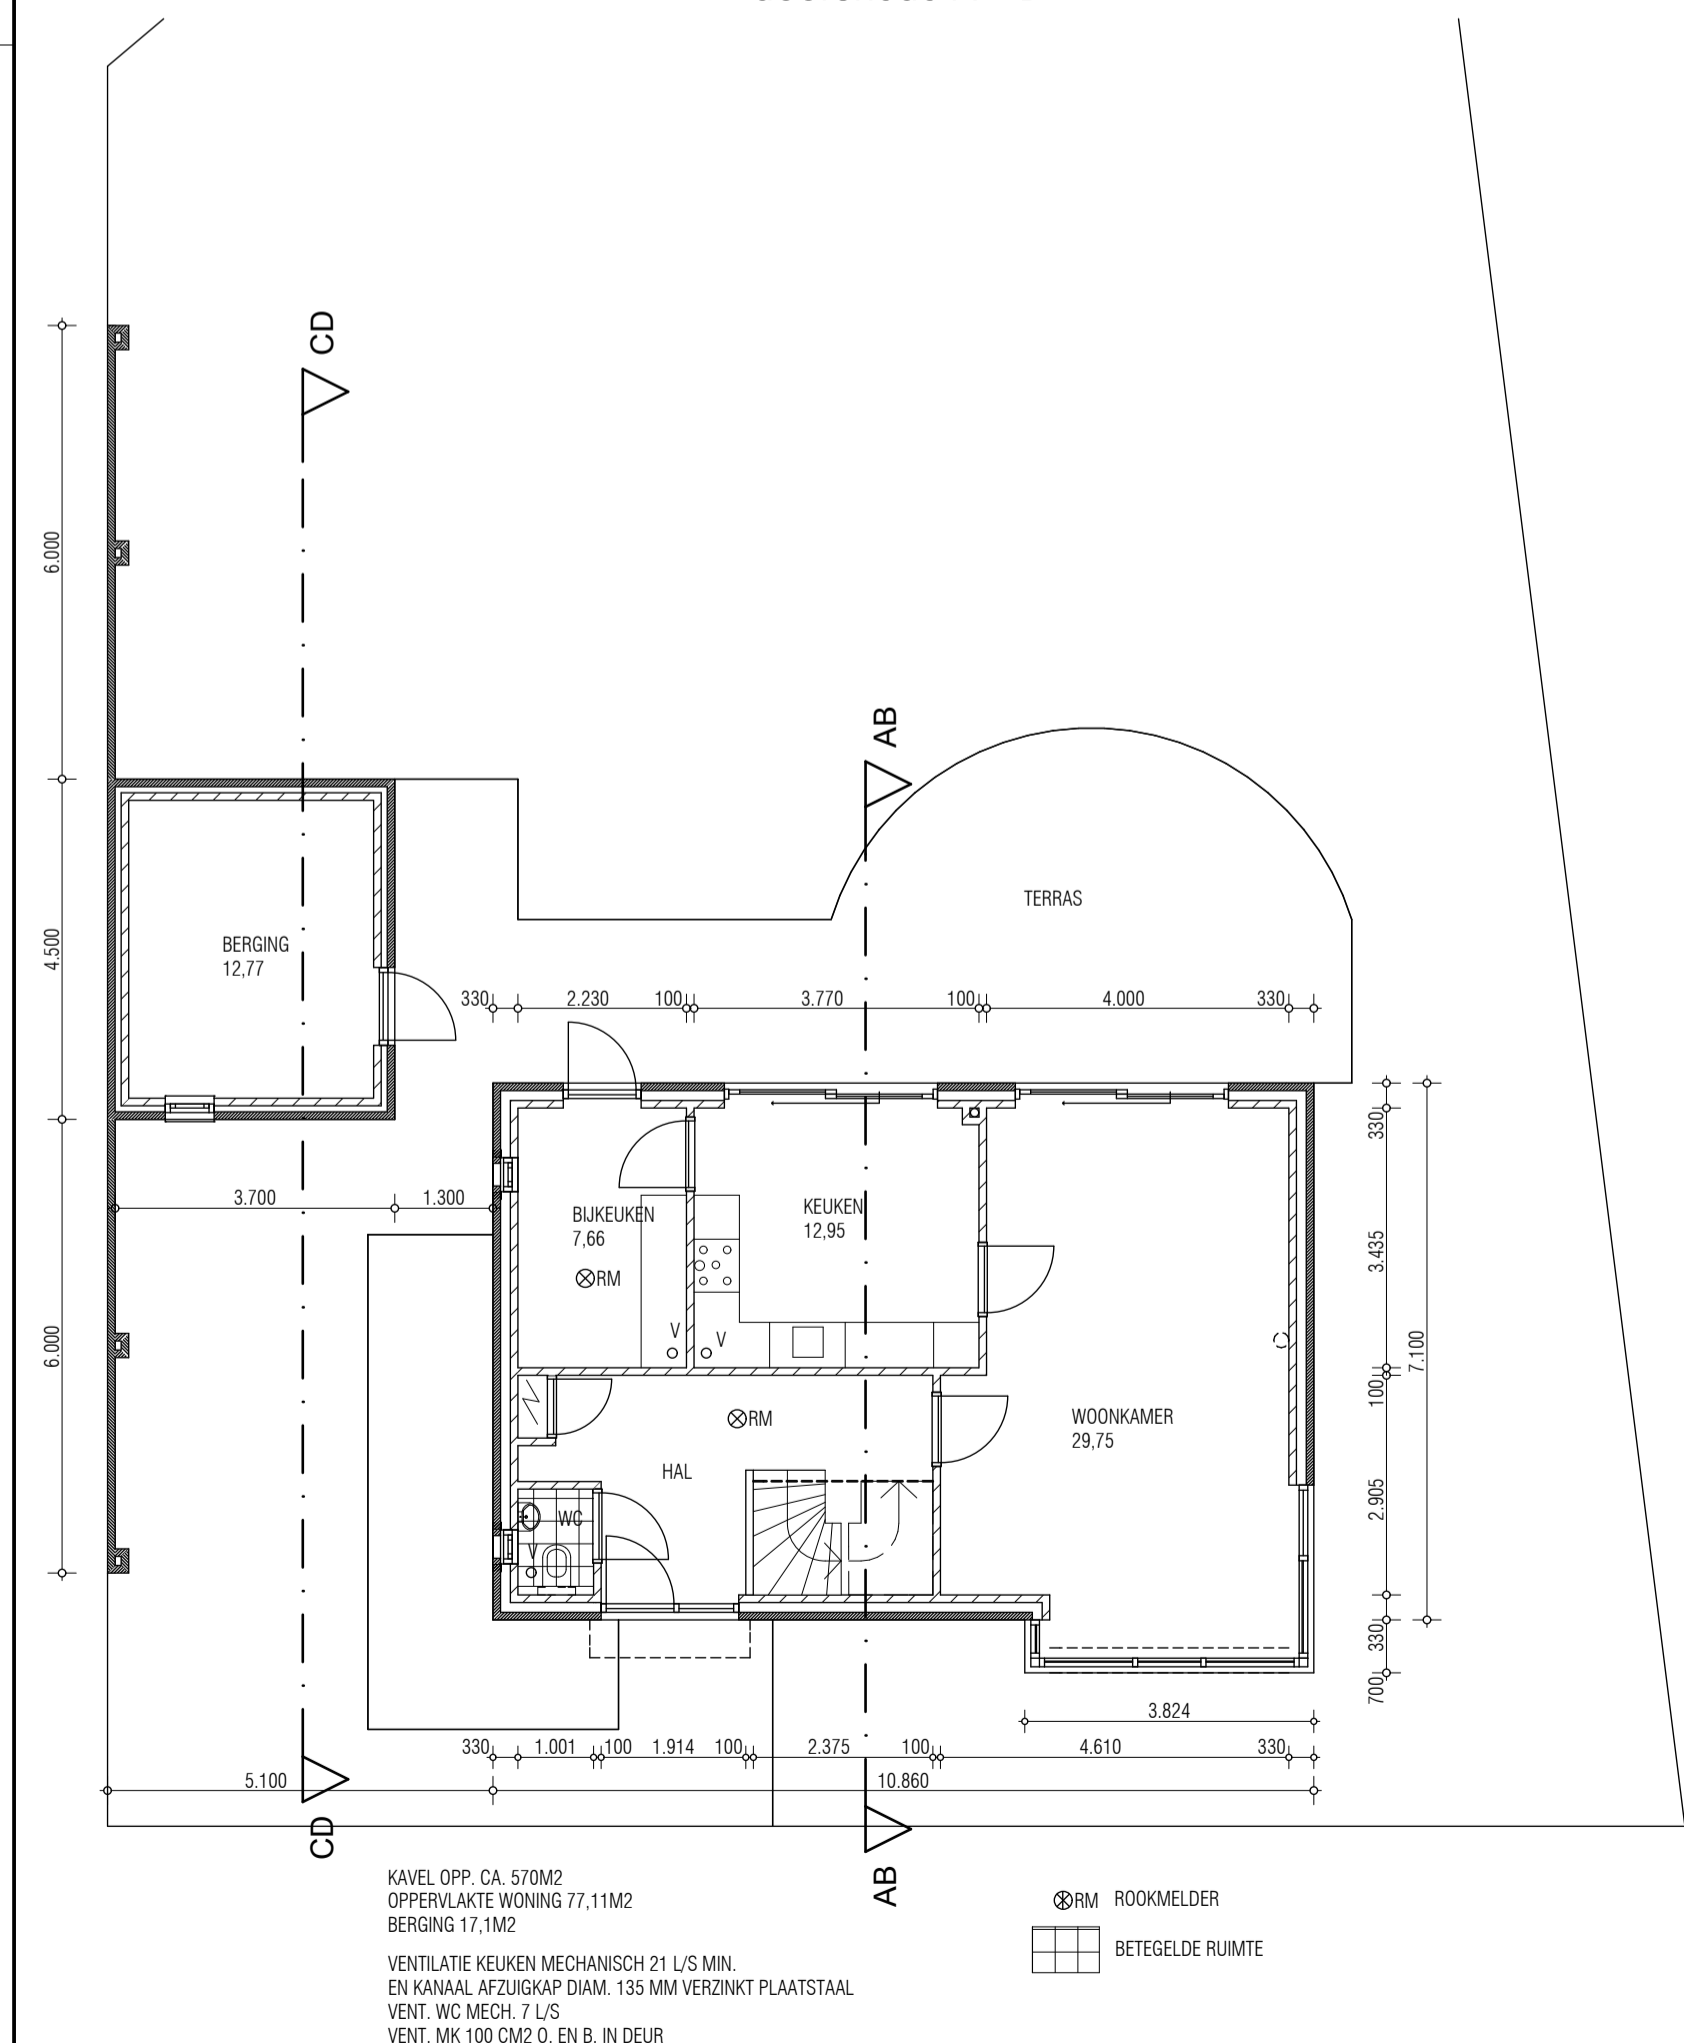 CD
6.000
AB
TERRAS
BERGING
12,77
4.500
330 2.230 100 3.770 100 4.000 330
3.700 1.300
BIJKEUKEN
7,66
RM
KEUKEN
12,95
V V
330
3.435
7.100
100
2.905
330
700
6.000
RM
HAL
WOONKAMER
29,75
WC
V
3.824
330 1.001 100 1.914 100 2.375 100 4.610 330
5.100 10.860
CD
AB
KAVEL OPP. CA. 570M2
OPPERVLAKTE WONING 77,11M2
BERGING 17,1M2
VENTILATIE KEUKEN MECHANISCH 21 L/S MIN.
EN KANAAL AFZUIGKAP DIAM. 135 MM VERZINKT PLAATSTAAL
VENT. WC MECH. 7 L/S
VENT. MK 100 CM2 O. EN B. IN DEUR
RM ROOKMELDER
BETEGELDE RUIMTE